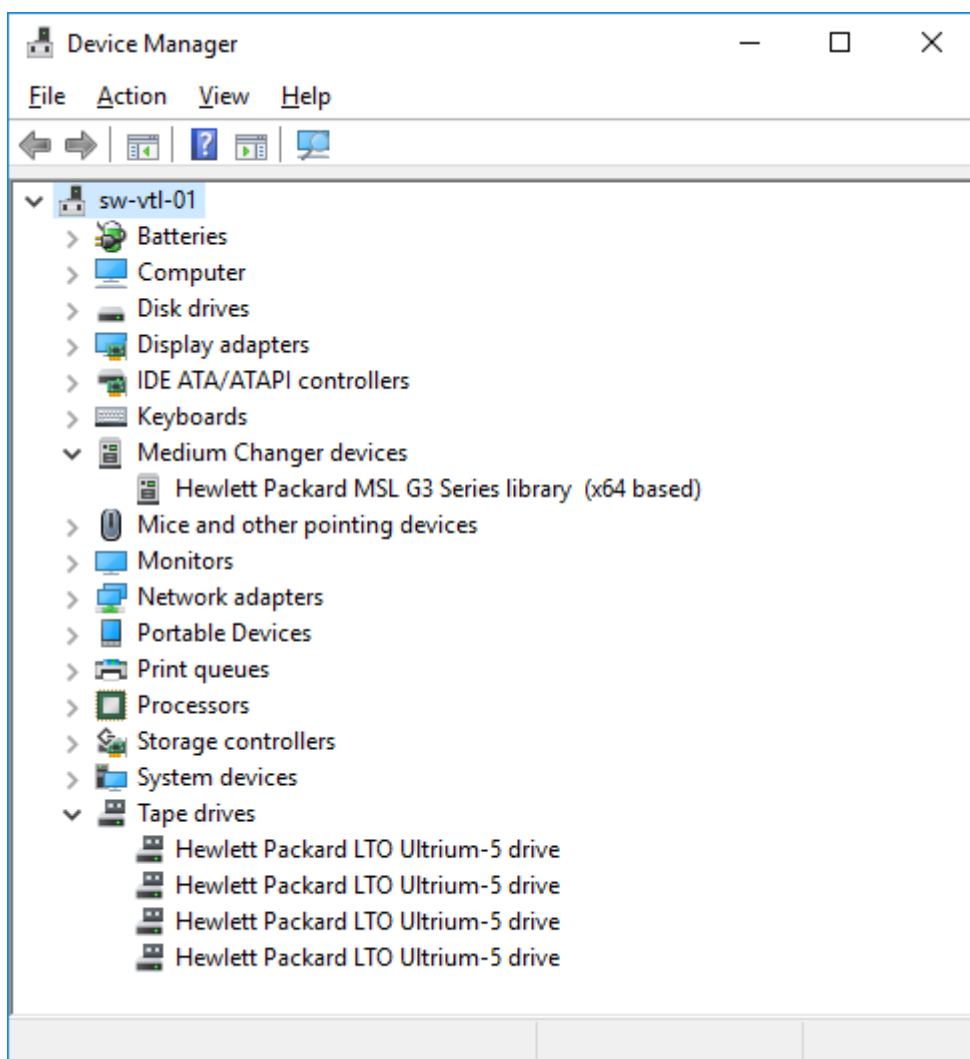 Device Manager
File Action View Help
sw-vtl-01
Batteries
Computer
Disk drives
Display adapters
IDE ATA/ATAPI controllers
Keyboards
Medium Changer devices
Hewlett Packard MSL G3 Series library  (x64 based)
Mice and other pointing devices
Monitors
Network adapters
Portable Devices
Print queues
Processors
Storage controllers
System devices
Tape drives
Hewlett Packard LTO Ultrium-5 drive
Hewlett Packard LTO Ultrium-5 drive
Hewlett Packard LTO Ultrium-5 drive
Hewlett Packard LTO Ultrium-5 drive